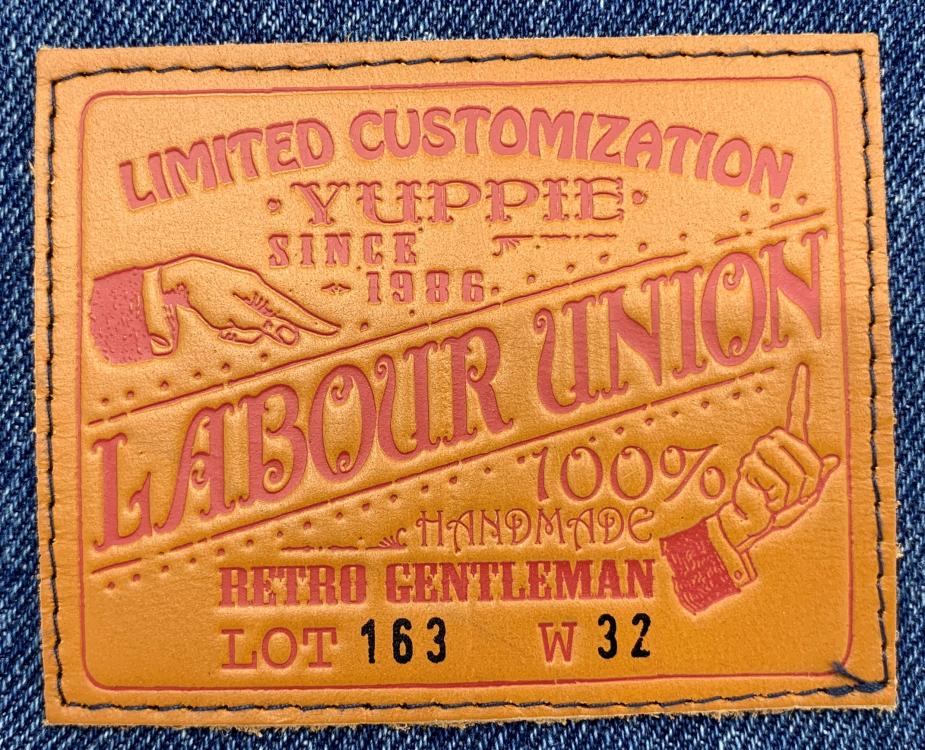 LIMITED CUSTOMIZATION
·YUPPIE·
SINCE
1986
LABOUR UNION
100%
HANDMADE
RETRO GENTLEMAN
LOT 163 W 32